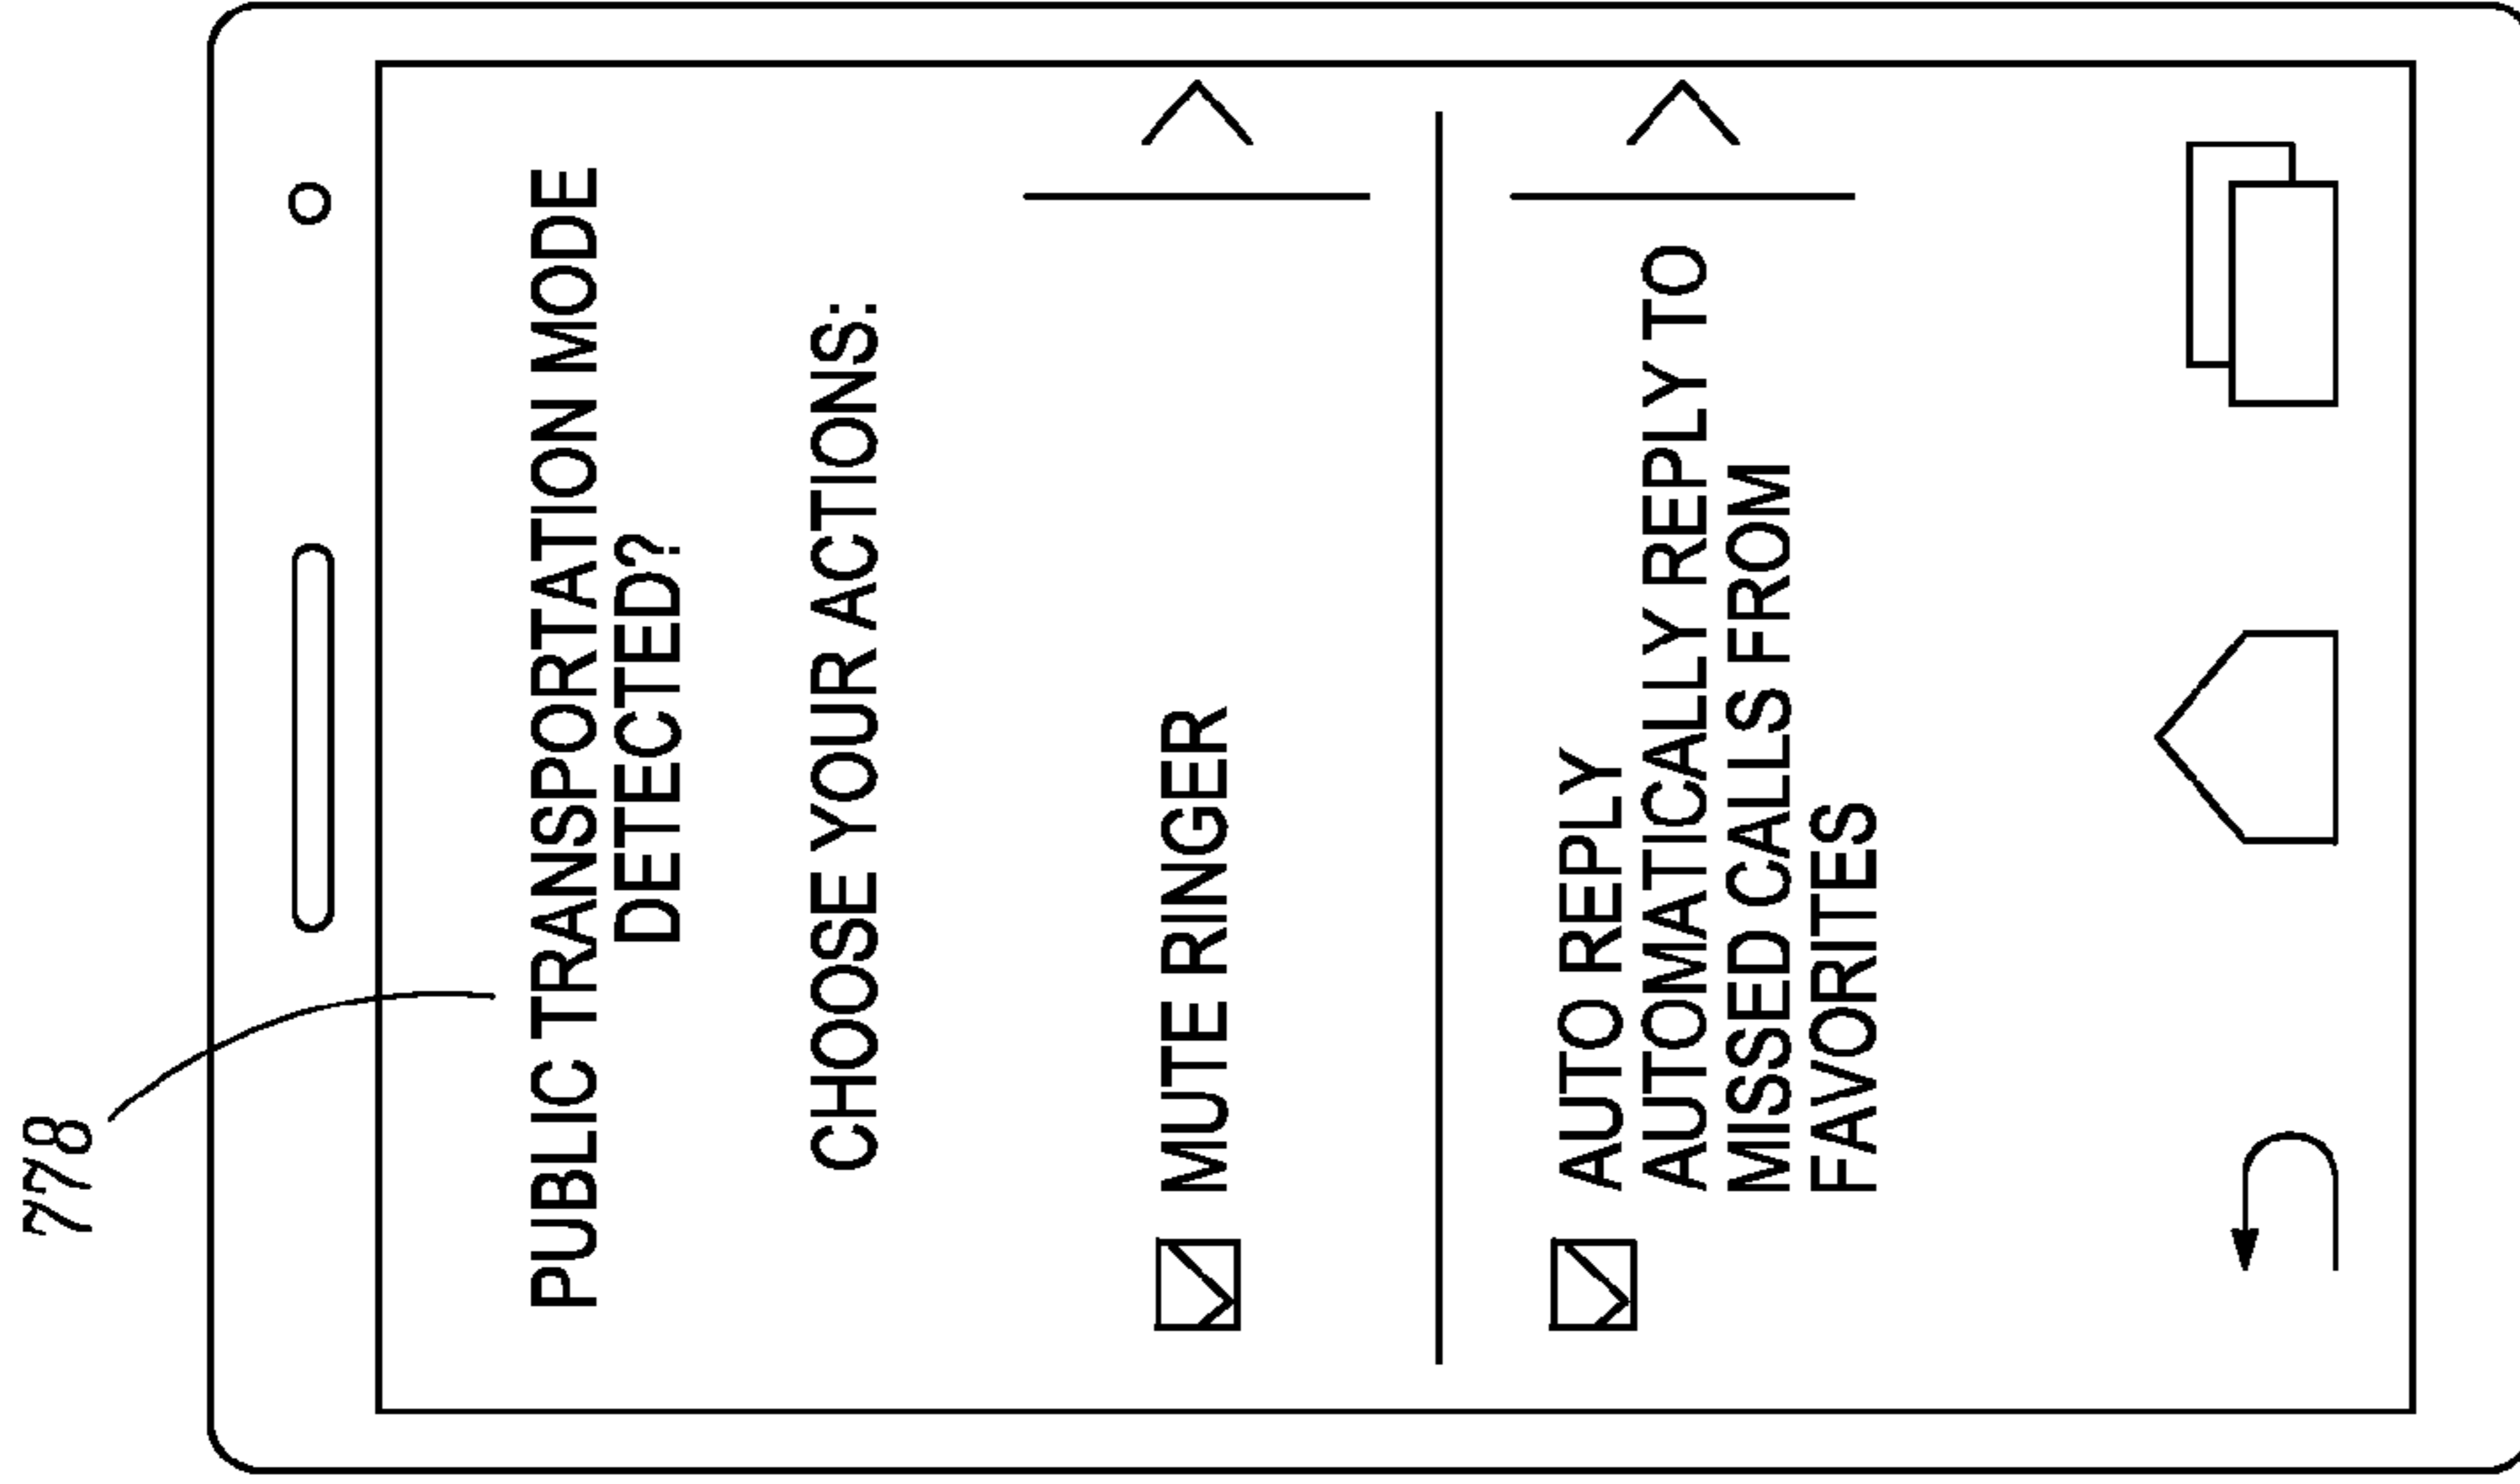 778
PUBLIC TRANSPORTATION MODE
DETECTED?
CHOOSE YOUR ACTIONS:
MUTE RINGER
AUTO REPLY
AUTOMATICALLY REPLY TO
MISSED CALLS FROM
FAVORITES